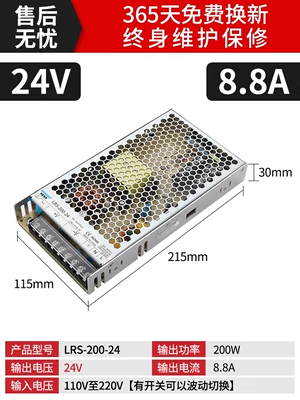 售后
无忧
365天免费换新
终身维护保修
24V
8.8A
LRS-200-24
30mm
215mm
115mm
产品型号 LRS-200-24 输出功率 200W
输出电压 24V 输出电流 8.8A
输入电压 110V至220V【有开关可以波动切换】